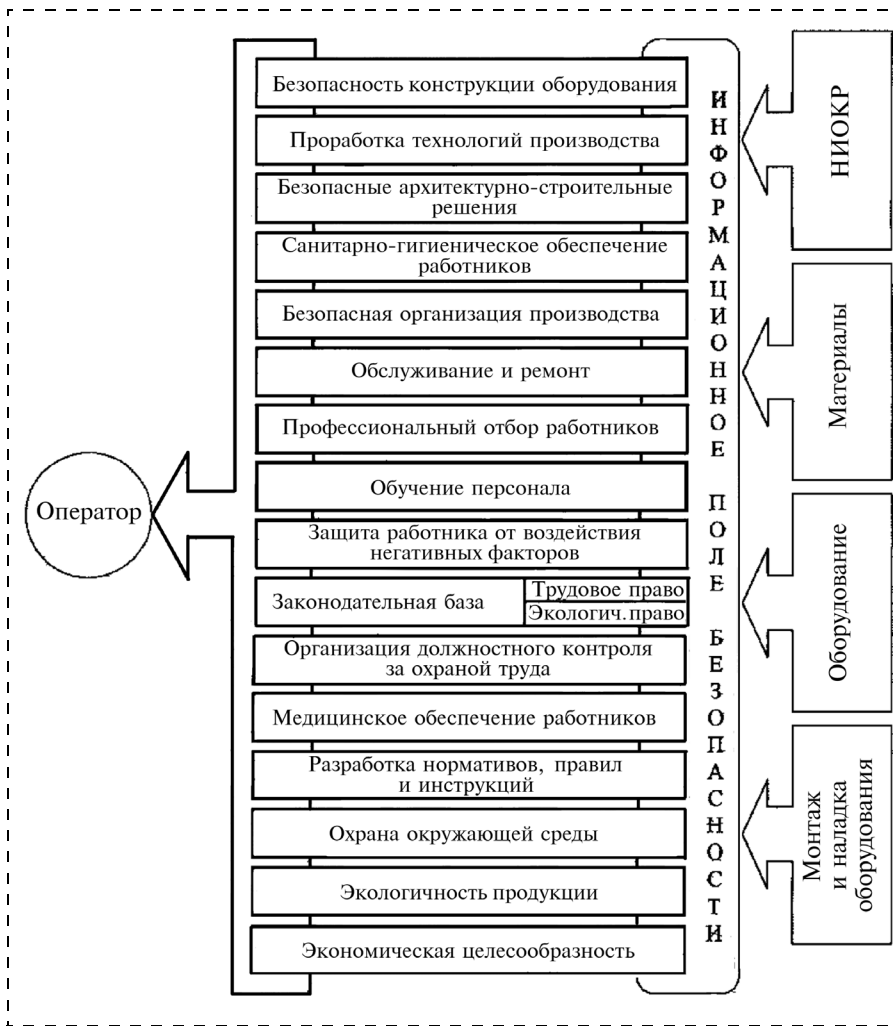 Оператор
Безопасность конструкции оборудования
Проработка технологий производства
Безопасные архитектурно-строительные
решения
Санитарно-гигиеническое обеспечение
работников
Безопасная организация производства
Обслуживание и ремонт
Профессиональный отбор работников
Обучение персонала
Защита работника от воздействия
негативных факторов
Законодательная база
Трудовое право
Экологич.право
Организация должностного контроля
за охраной труда
Медицинское обеспечение работников
Разработка нормативов, правил
и инструкций
Охрана окружающей среды
Экологичность продукции
Экономическая целесообразность
ИНФОРМАЦИОННОЕ ПОЛЕ БЕЗОПАСНОСТИ
НИОКР
Материалы
Оборудование
Монтаж
и наладка
оборудования